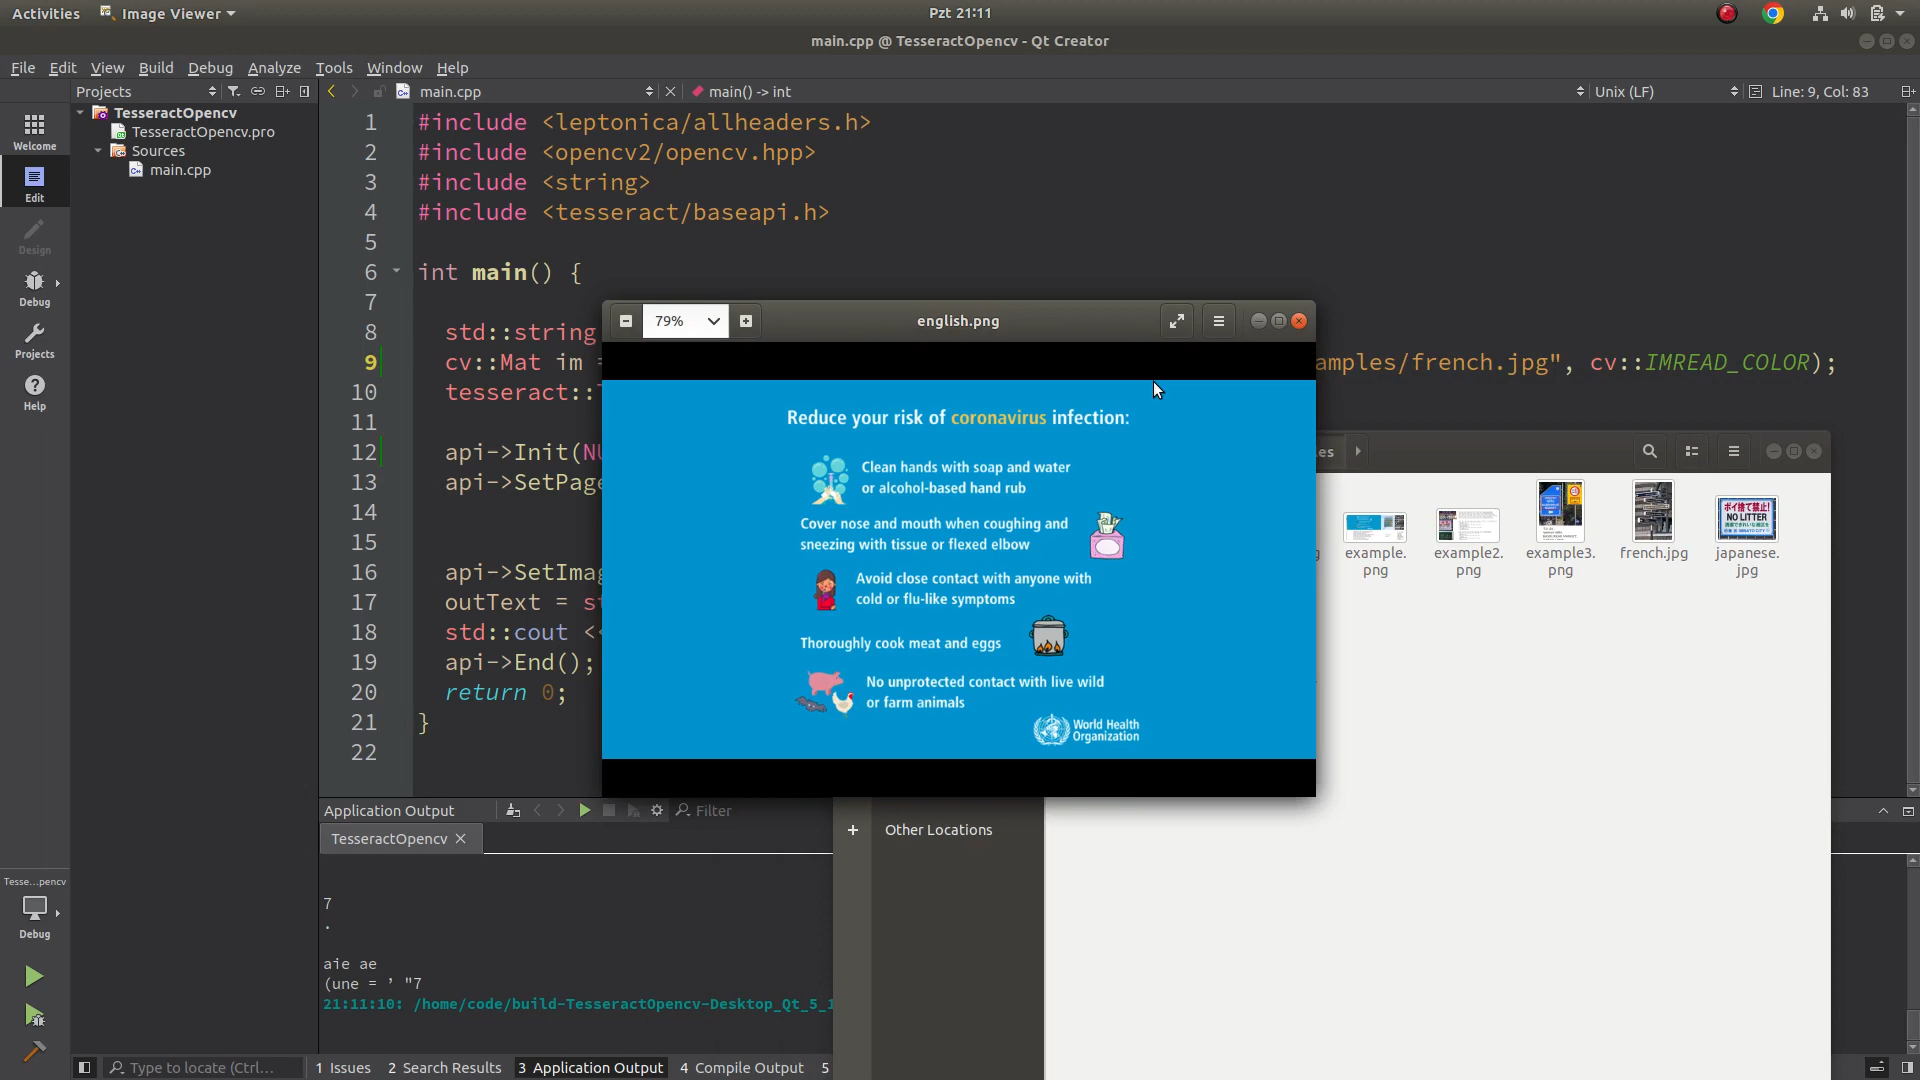 Activities Image Viewer Pzt 21:11
main.cpp @ TesseractOpencv - Qt Creator
File Edit View Build Debug Analyze Tools Window Help
Projects main.cpp main() -> int Unix (LF) Line: 9, Col: 83
TesseractOpencv
TesseractOpencv.pro
Sources
main.cpp
Welcome
Edit
Design
Debug
Projects
Help
1 #include <leptonica/allheaders.h>
2 #include <opencv2/opencv.hpp>
3 #include <string>
4 #include <tesseract/baseapi.h>
5
6 int main() {
7
8 std::string
9 cv::Mat im = amples/french.jpg", cv::IMREAD_COLOR);
10 tesseract::
11
12 api->Init(NU
13 api->SetPage
14
15
16 api->SetImag
17 outText = st
18 std::cout <<
19 api->End();
20 return 0;
21 }
22
79% english.png
Reduce your risk of coronavirus infection:
Clean hands with soap and water
or alcohol-based hand rub
Cover nose and mouth when coughing and
sneezing with tissue or flexed elbow
Avoid close contact with anyone with
cold or flu-like symptoms
Thoroughly cook meat and eggs
No unprotected contact with live wild
or farm animals
World Health
Organization
es
example.
png
example2.
png
example3.
png
french.jpg
japanese.
jpg
ポイ捨て禁止!
NO LITTER
Other Locations
Application Output Filter
TesseractOpencv
7
.
aie ae
(une = ’ "7
21:11:10: /home/code/build-TesseractOpencv-Desktop_Qt_5_1
Tesse...pencv
Debug
Type to locate (Ctrl... 1 Issues 2 Search Results 3 Application Output 4 Compile Output 5